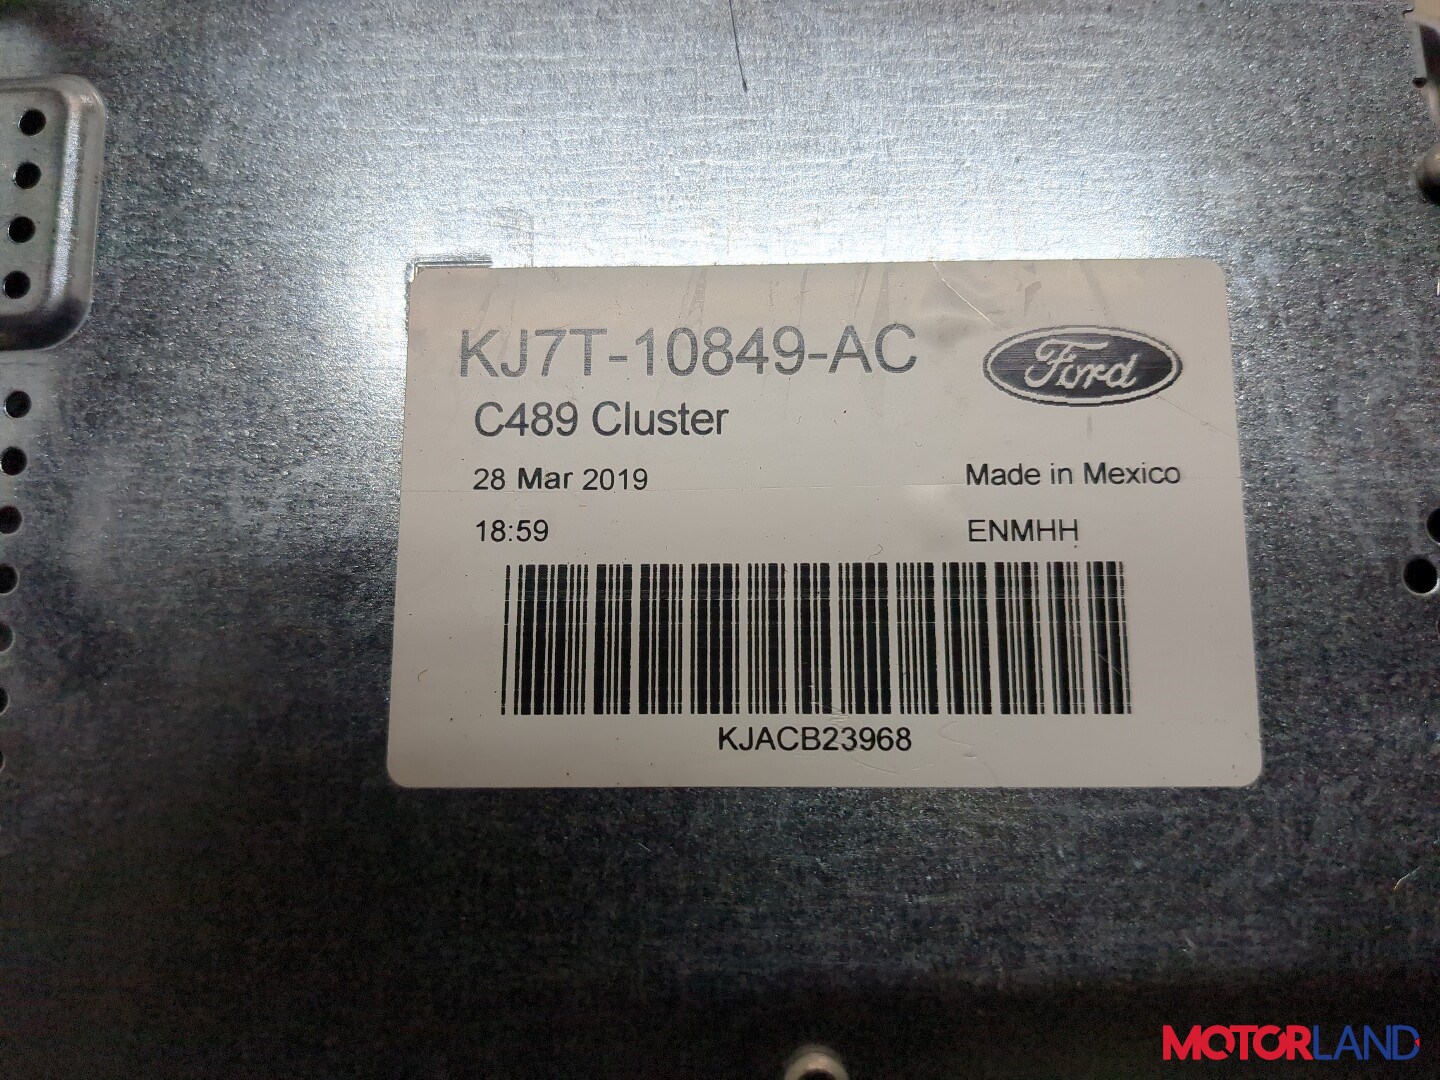 KJ7T-10849-AC
Ford
C489 Cluster
28 Mar 2019
Made in Mexico
18:59
ENMHH
KJACB23968
MOTORLAND